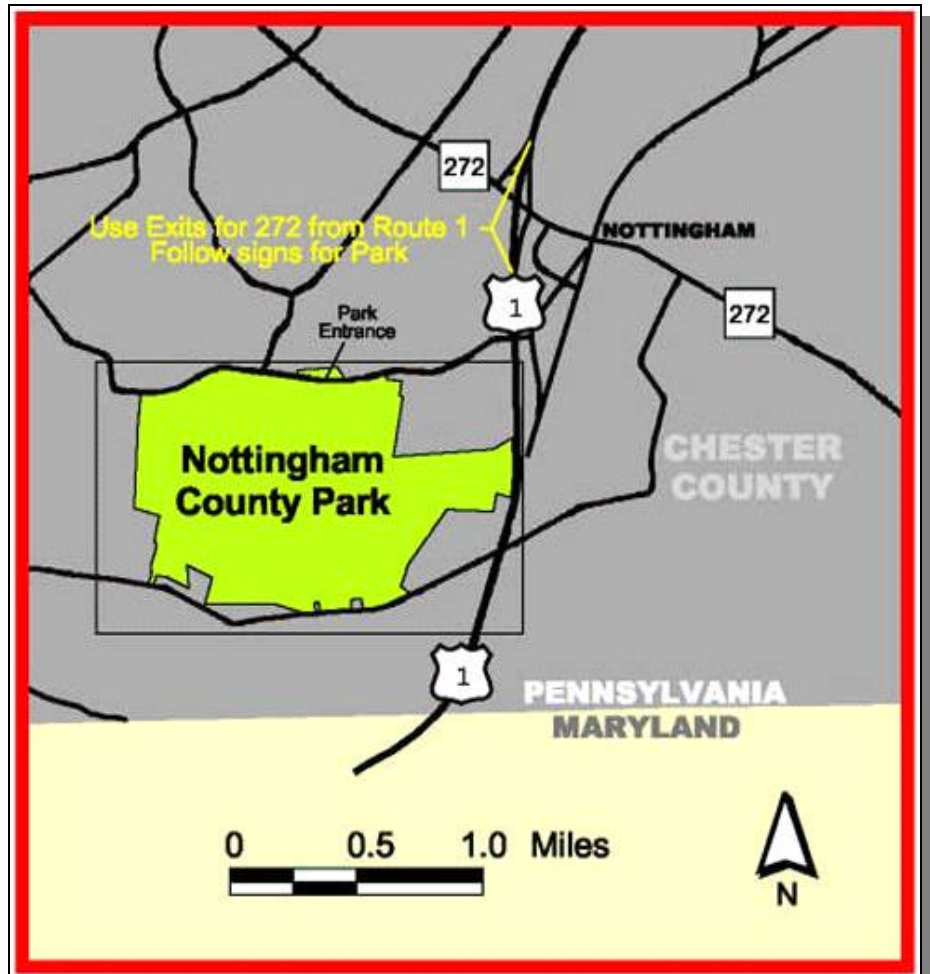 272
Use Exits for 272 from Route 1
Follow signs for Park
NOTTINGHAM
1
272
Park
Entrance
Nottingham
County Park
CHESTER
COUNTY
1
PENNSYLVANIA
MARYLAND
0 0.5 1.0 Miles
N